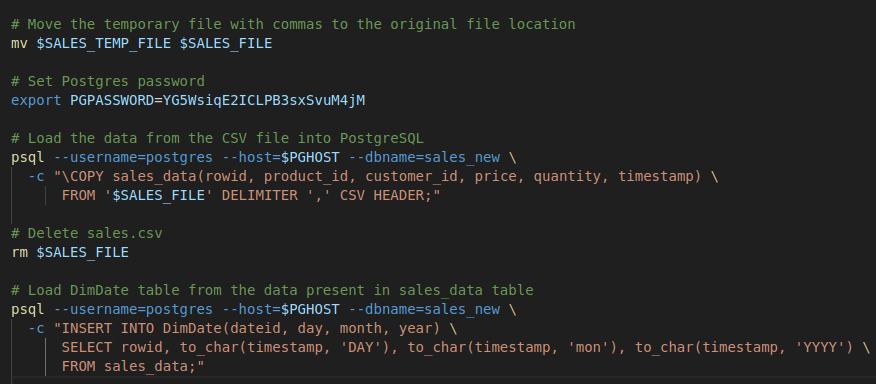 # Move the temporary file with commas to the original file location
mv $SALES_TEMP_FILE $SALES_FILE
# Set Postgres password
export PGPASSWORD=YG5WsiqE2ICLPB3sxSvuM4jM
# Load the data from the CSV file into PostgreSQL
psql --username=postgres --host=$PGHOST --dbname=sales_new \
-c "\COPY sales_data(rowid, product_id, customer_id, price, quantity, timestamp) \
FROM '$SALES_FILE' DELIMITER ',' CSV HEADER;"
# Delete sales.csv
rm $SALES_FILE
# Load DimDate table from the data present in sales_data table
psql --username=postgres --host=$PGHOST --dbname=sales_new \
-c "INSERT INTO DimDate(dateid, day, month, year) \
SELECT rowid, to_char(timestamp, 'DAY'), to_char(timestamp, 'mon'), to_char(timestamp, 'YYYY') \
FROM sales_data;"